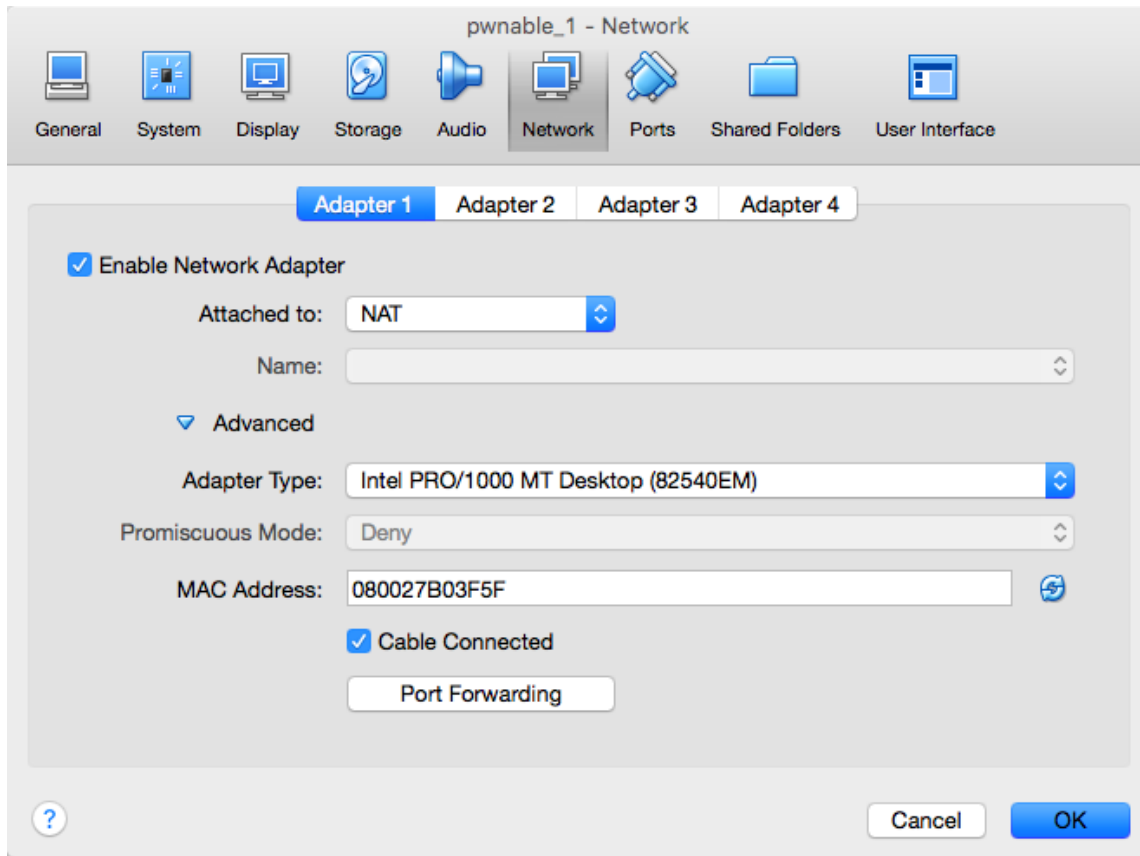 pwnable_1 - Network
General System Display Storage Audio Network Ports Shared Folders User Interface
Adapter 1 Adapter 2 Adapter 3 Adapter 4
Enable Network Adapter
Attached to: NAT
Name:
Advanced
Adapter Type: Intel PRO/1000 MT Desktop (82540EM)
Promiscuous Mode: Deny
MAC Address: 080027B03F5F
Cable Connected
Port Forwarding
? Cancel OK